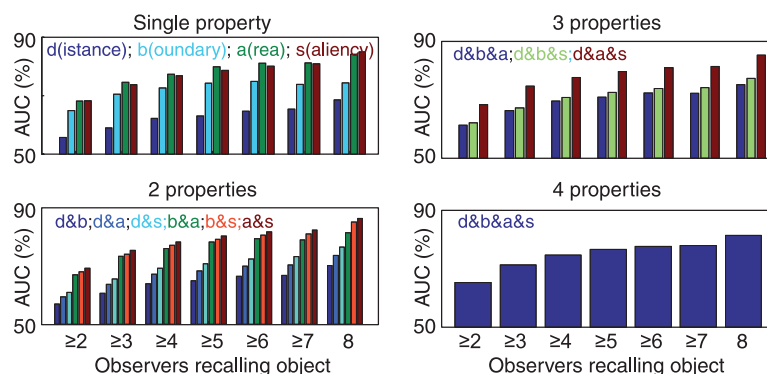 Single property
90
d(istance); b(oundary); a(rea); s(aliency)
AUC (%)
50
3 properties
90
d&b&a;d&b&s;d&a&s
AUC (%)
50
2 properties
90
d&b;d&a;d&s;b&a;b&s;a&s
AUC (%)
50
≥2 ≥3 ≥4 ≥5 ≥6 ≥7 8
Observers recalling object
4 properties
90
d&b&a&s
AUC (%)
50
≥2 ≥3 ≥4 ≥5 ≥6 ≥7 8
Observers recalling object